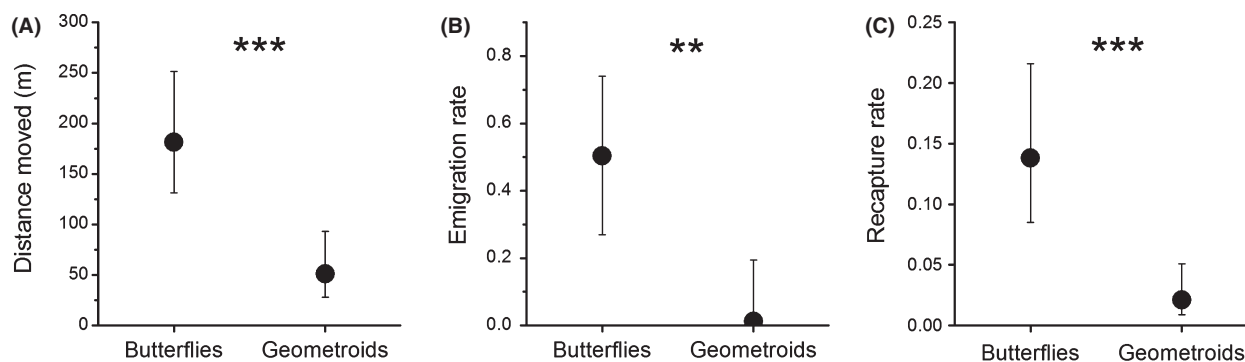 (A)
Distance moved (m)
300
250
200
150
100
50
0
***
Butterflies
Geometroids
(B)
Emigration rate
0.8
0.6
0.4
0.2
0.0
**
Butterflies
Geometroids
(C)
Recapture rate
0.25
0.20
0.15
0.10
0.05
0.00
***
Butterflies
Geometroids